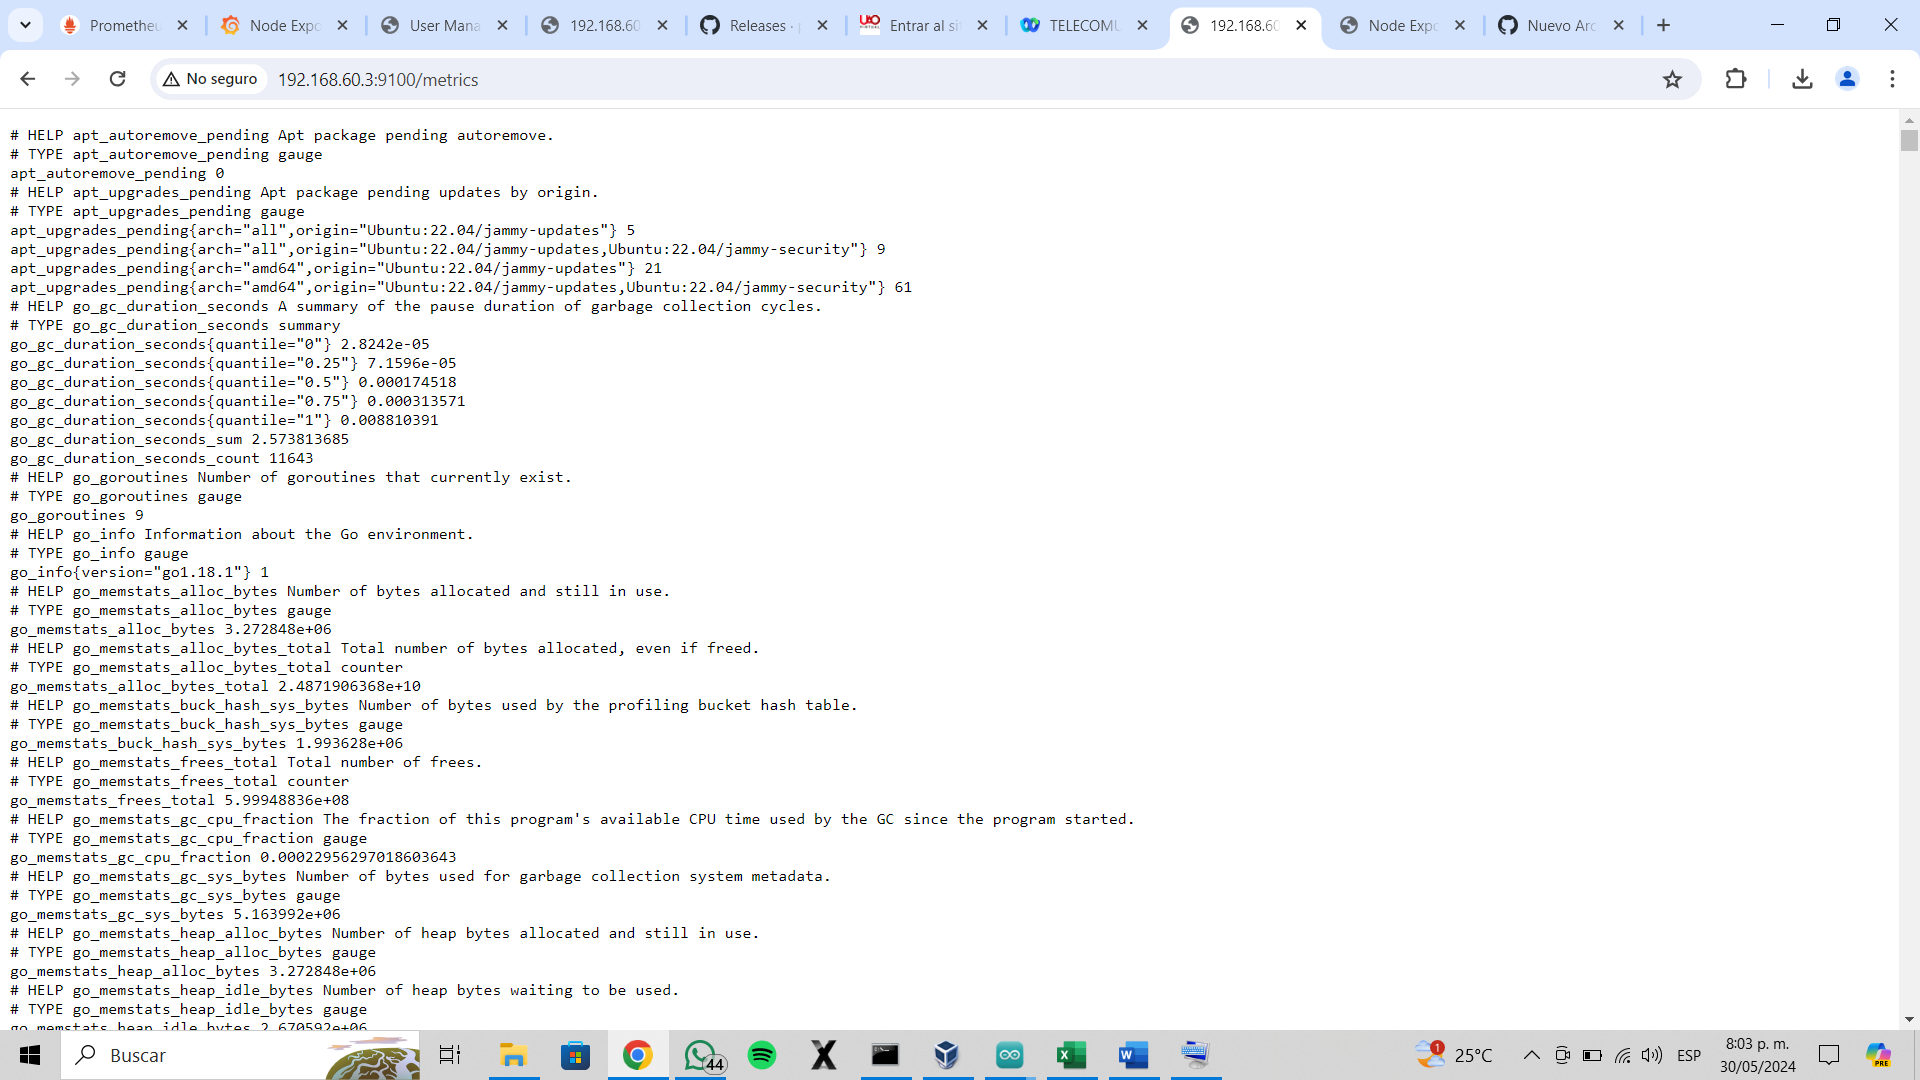 Prometheu
Node Expo
User Mana
192.168.60
Releases · p
Entrar al sit
TELECOMU
192.168.60
Node Expo
Nuevo Arc
No seguro
192.168.60.3:9100/metrics
# HELP apt_autoremove_pending Apt package pending autoremove.
# TYPE apt_autoremove_pending gauge
apt_autoremove_pending 0
# HELP apt_upgrades_pending Apt package pending updates by origin.
# TYPE apt_upgrades_pending gauge
apt_upgrades_pending{arch="all",origin="Ubuntu:22.04/jammy-updates"} 5
apt_upgrades_pending{arch="all",origin="Ubuntu:22.04/jammy-updates,Ubuntu:22.04/jammy-security"} 9
apt_upgrades_pending{arch="amd64",origin="Ubuntu:22.04/jammy-updates"} 21
apt_upgrades_pending{arch="amd64",origin="Ubuntu:22.04/jammy-updates,Ubuntu:22.04/jammy-security"} 61
# HELP go_gc_duration_seconds A summary of the pause duration of garbage collection cycles.
# TYPE go_gc_duration_seconds summary
go_gc_duration_seconds{quantile="0"} 2.8242e-05
go_gc_duration_seconds{quantile="0.25"} 7.1596e-05
go_gc_duration_seconds{quantile="0.5"} 0.000174518
go_gc_duration_seconds{quantile="0.75"} 0.000313571
go_gc_duration_seconds{quantile="1"} 0.008810391
go_gc_duration_seconds_sum 2.573813685
go_gc_duration_seconds_count 11643
# HELP go_goroutines Number of goroutines that currently exist.
# TYPE go_goroutines gauge
go_goroutines 9
# HELP go_info Information about the Go environment.
# TYPE go_info gauge
go_info{version="go1.18.1"} 1
# HELP go_memstats_alloc_bytes Number of bytes allocated and still in use.
# TYPE go_memstats_alloc_bytes gauge
go_memstats_alloc_bytes 3.272848e+06
# HELP go_memstats_alloc_bytes_total Total number of bytes allocated, even if freed.
# TYPE go_memstats_alloc_bytes_total counter
go_memstats_alloc_bytes_total 2.4871906368e+10
# HELP go_memstats_buck_hash_sys_bytes Number of bytes used by the profiling bucket hash table.
# TYPE go_memstats_buck_hash_sys_bytes gauge
go_memstats_buck_hash_sys_bytes 1.993628e+06
# HELP go_memstats_frees_total Total number of frees.
# TYPE go_memstats_frees_total counter
go_memstats_frees_total 5.99948836e+08
# HELP go_memstats_gc_cpu_fraction The fraction of this program's available CPU time used by the GC since the program started.
# TYPE go_memstats_gc_cpu_fraction gauge
go_memstats_gc_cpu_fraction 0.00022956297018603643
# HELP go_memstats_gc_sys_bytes Number of bytes used for garbage collection system metadata.
# TYPE go_memstats_gc_sys_bytes gauge
go_memstats_gc_sys_bytes 5.163992e+06
# HELP go_memstats_heap_alloc_bytes Number of heap bytes allocated and still in use.
# TYPE go_memstats_heap_alloc_bytes gauge
go_memstats_heap_alloc_bytes 3.272848e+06
# HELP go_memstats_heap_idle_bytes Number of heap bytes waiting to be used.
# TYPE go_memstats_heap_idle_bytes gauge
go_memstats_heap_idle_bytes 2.670592e+06
Buscar
44
1
25°C
ESP
8:03 p. m.
30/05/2024
PRE